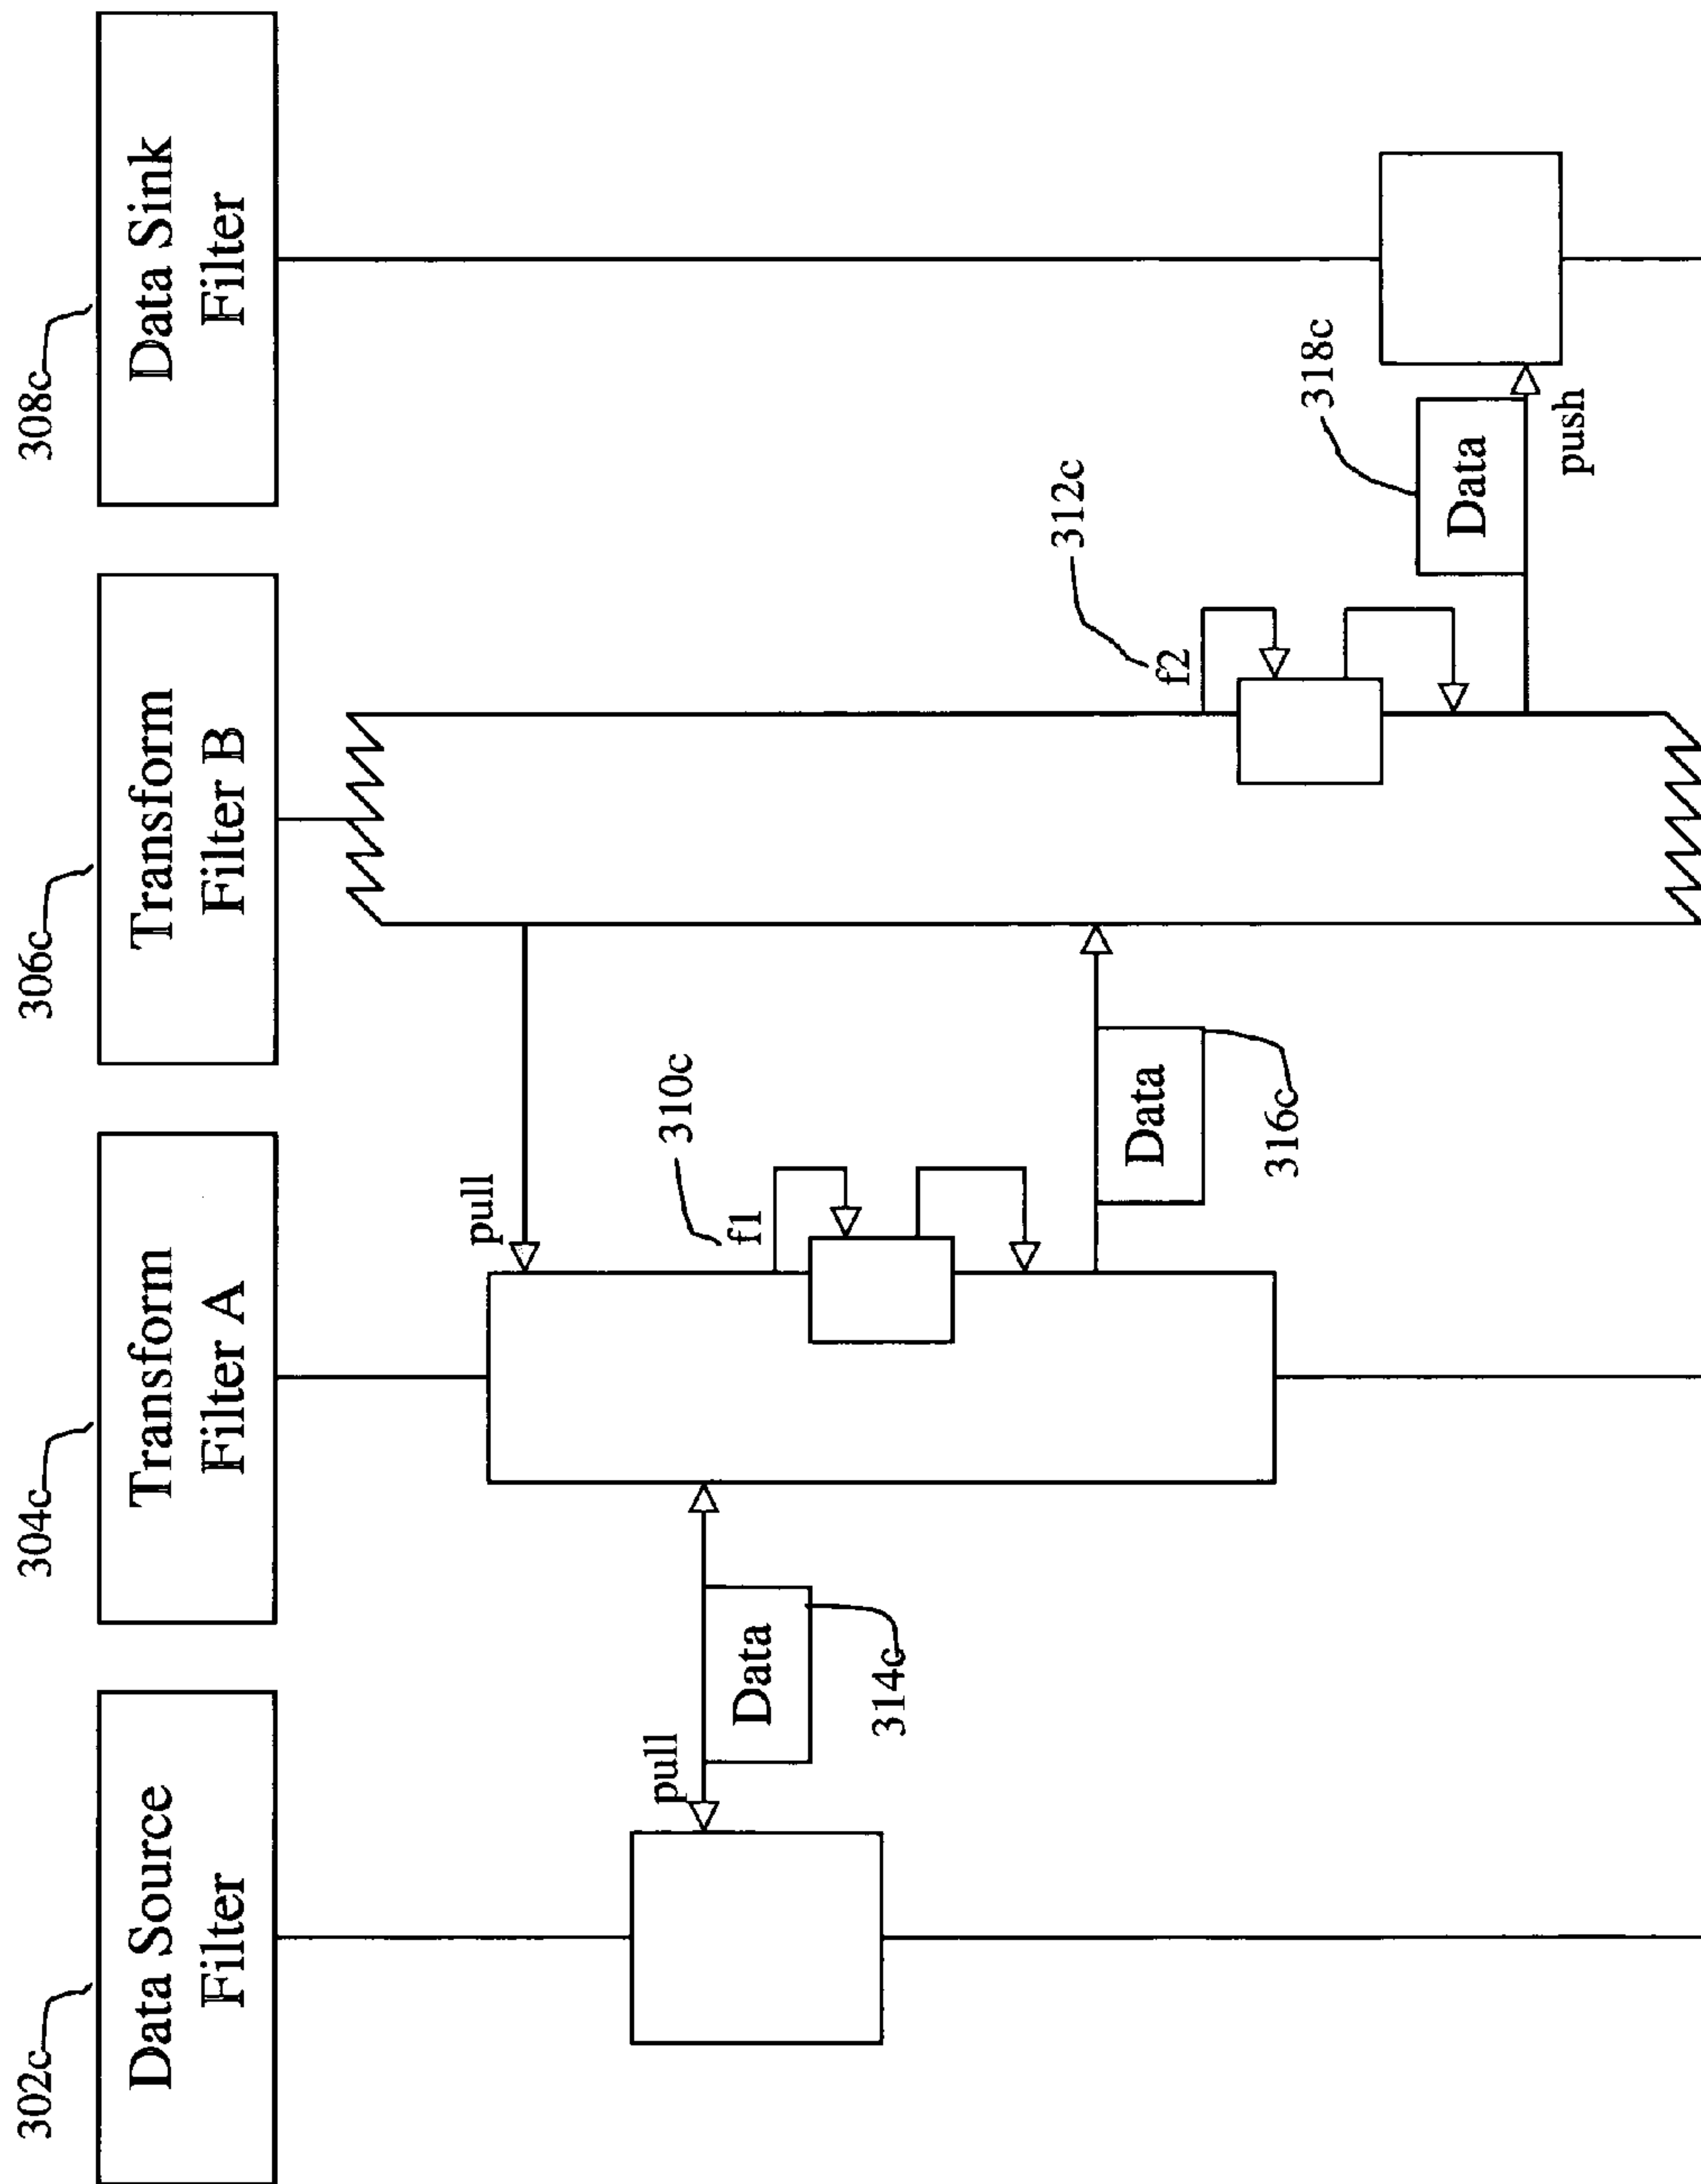 302c
304c
306c
308c
Data Source
Filter
Transform
Filter A
Transform
Filter B
Data Sink
Filter
pull
pull
Data
314c
310c
f1
Data
316c
312c
f2
318c
Data
push